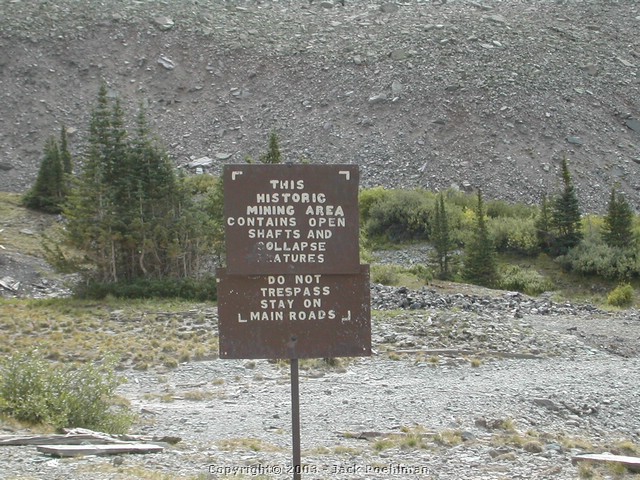 THIS
HISTORIC
MINING AREA
CONTAINS OPEN
SHAFTS AND
COLLAPSE
FEATURES
DO NOT
TRESPASS
STAY ON
MAIN ROADS
Copyright © 2003 - Jack Poehlman